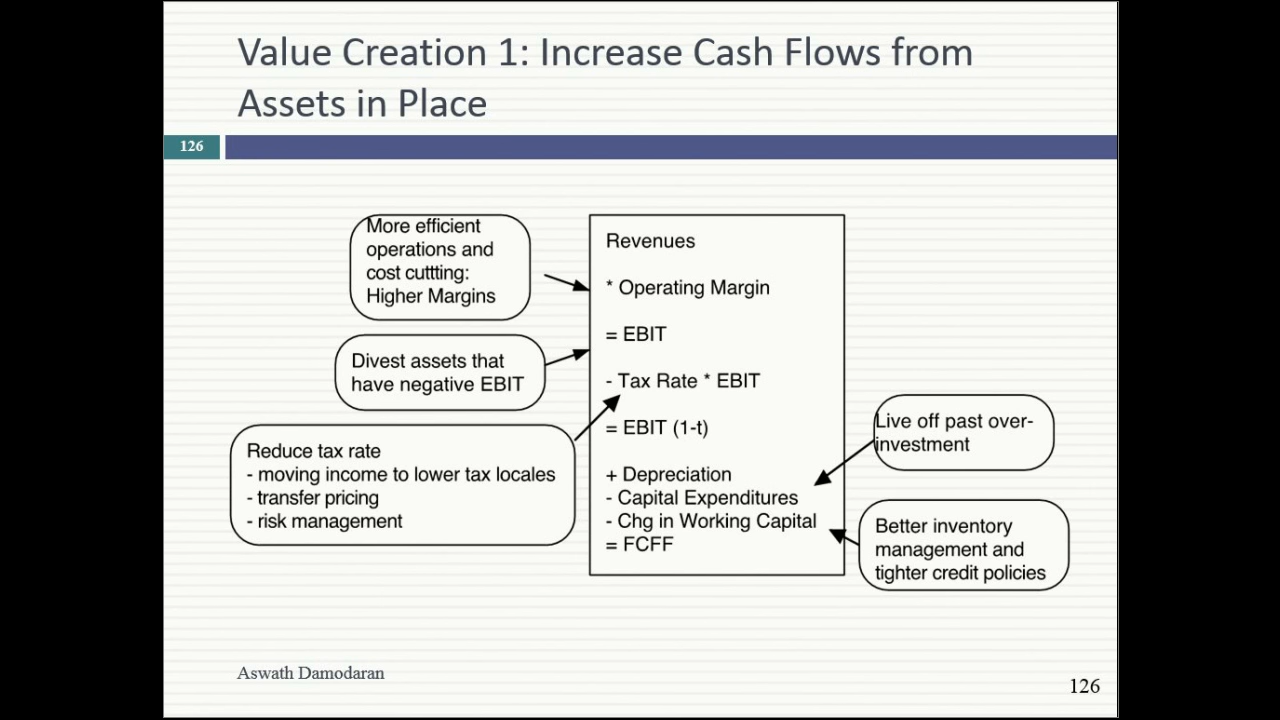 Value Creation 1: Increase Cash Flows from
Assets in Place
126
More efficient
operations and
cost cuttting:
Higher Margins
Divest assets that
have negative EBIT
Reduce tax rate
- moving income to lower tax locales
- transfer pricing
- risk management
Revenues
* Operating Margin
= EBIT
- Tax Rate * EBIT
= EBIT (1-t)
+ Depreciation
- Capital Expenditures
- Chg in Working Capital
= FCFF
Live off past over-
investment
Better inventory
management and
tighter credit policies
Aswath Damodaran
126